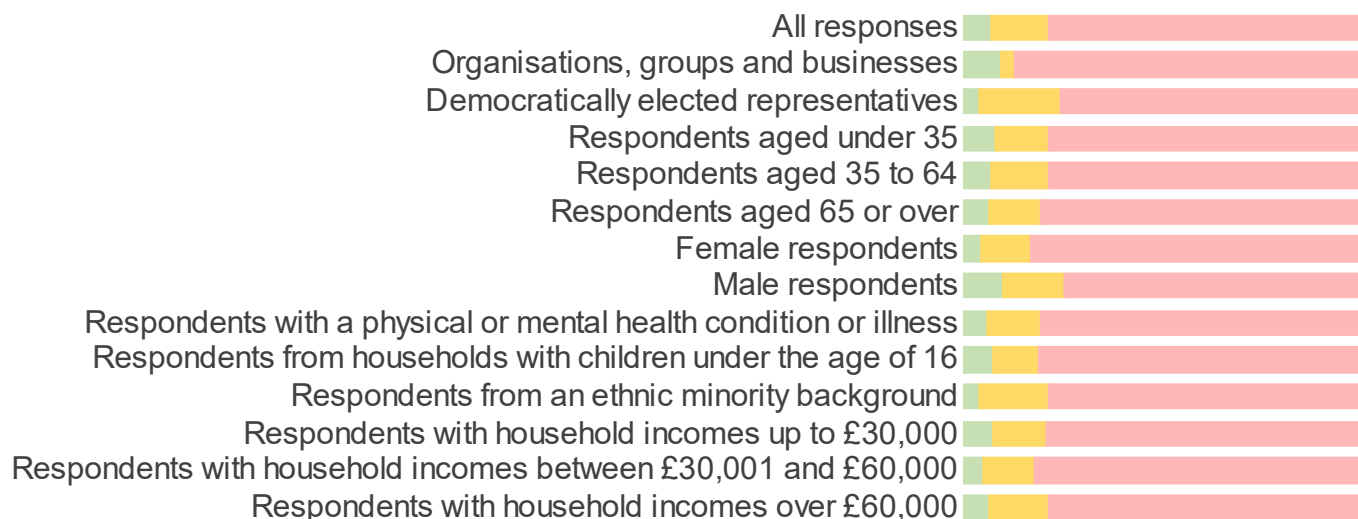 All responses
Organisations, groups and businesses
Democratically elected representatives
Respondents aged under 35
Respondents aged 35 to 64
Respondents aged 65 or over
Female respondents
Male respondents
Respondents with a physical or mental health condition or illness
Respondents from households with children under the age of 16
Respondents from an ethnic minority background
Respondents with household incomes up to £30,000
Respondents with household incomes between £30,001 and £60,000
Respondents with household incomes over £60,000